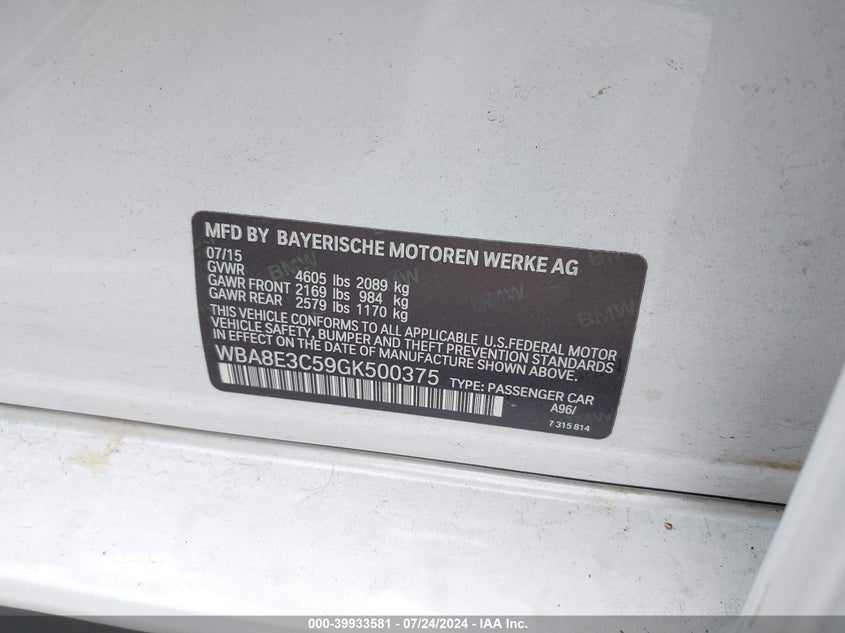 MFD BY BAYERISCHE MOTOREN WERKE AG
07/15
GVWR 4605 lbs 2089 kg
GAWR FRONT 2169 lbs 984 kg
GAWR REAR 2579 lbs 1170 kg
THIS VEHICLE CONFORMS TO ALL APPLICABLE U.S.FEDERAL MOTOR
VEHICLE SAFETY, BUMPER AND THEFT PREVENTION STANDARDS
IN EFFECT ON THE DATE OF MANUFACTURE SHOWN ABOVE.
WBA8E3C59GK500375 TYPE: PASSENGER CAR
A96/
7 315 814
BMW
BMW
BMW
000-39933581 - 07/24/2024 - IAA Inc.